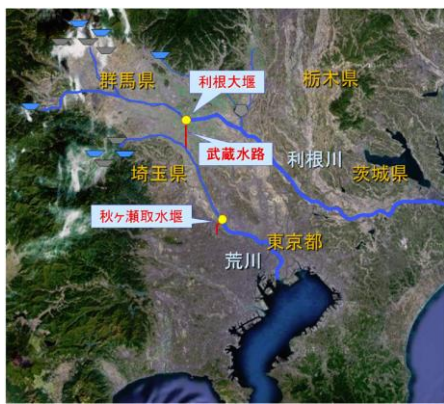 利根大堰
群馬県
栃木県
武蔵水路
利根川
埼玉県
茨城県
秋ヶ瀬取水堰
東京都
荒川